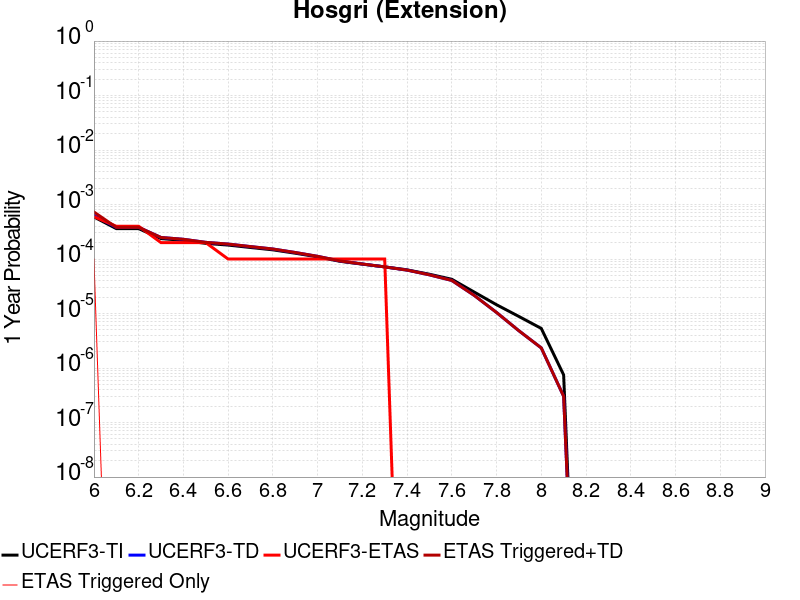 Hosgri (Extension)
10^0
10^-1
10^-2
10^-3
10^-4
10^-5
10^-6
10^-7
10^-8
1 Year Probability
6 6.2 6.4 6.6 6.8 7 7.2 7.4 7.6 7.8 8 8.2 8.4 8.6 8.8 9
Magnitude
UCERF3-TI UCERF3-TD UCERF3-ETAS ETAS Triggered+TD
ETAS Triggered Only